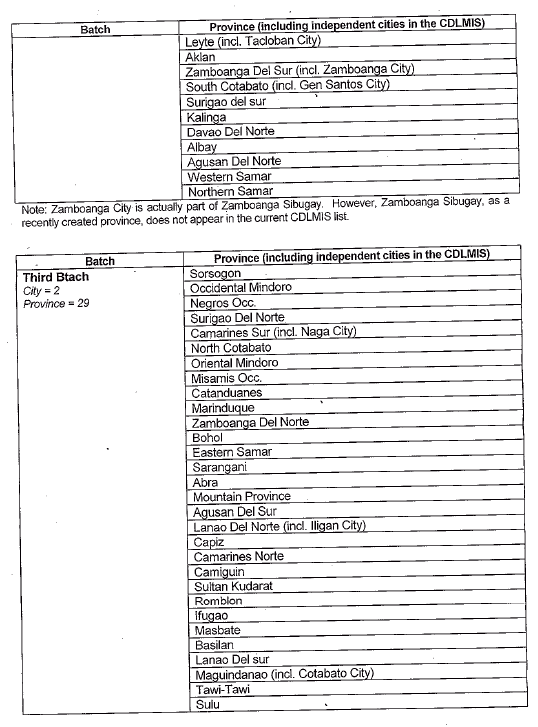 Batch Province (including independent cities in the CDLMIS)
Leyte (incl. Tacloban City)
Aklan
Zamboanga Del Sur (incl. Zamboanga City)
South Cotabato (incl. Gen Santos City)
Surigao del sur
Kalinga
Davao Del Norte
Albay
Agusan Del Norte
Western Samar
Northern Samar
Note: Zamboanga City is actually part of Zamboanga Sibugay. However, Zamboanga Sibugay, as a
recently created province, does not appear in the current CDLMIS list.
Batch Province (including independent cities in the CDLMIS)
Third Btach Sorsogon
City = 2 Occidental Mindoro
Province = 29 Negros Occ.
Surigao Del Norte
Camarines Sur (incl. Naga City)
North Cotabato
Oriental Mindoro
Misamis Occ.
Catanduanes
Marinduque
Zamboanga Del Norte
Bohol
Eastern Samar
Sarangani
Abra
Mountain Province
Agusan Del Sur
Lanao Del Norte (incl. Iligan City)
Capiz
Camarines Norte
Camiguin
Sultan Kudarat
Romblon
Ifugao
Masbate
Basilan
Lanao Del sur
Maguindanao (incl. Cotabato City)
Tawi-Tawi
Sulu